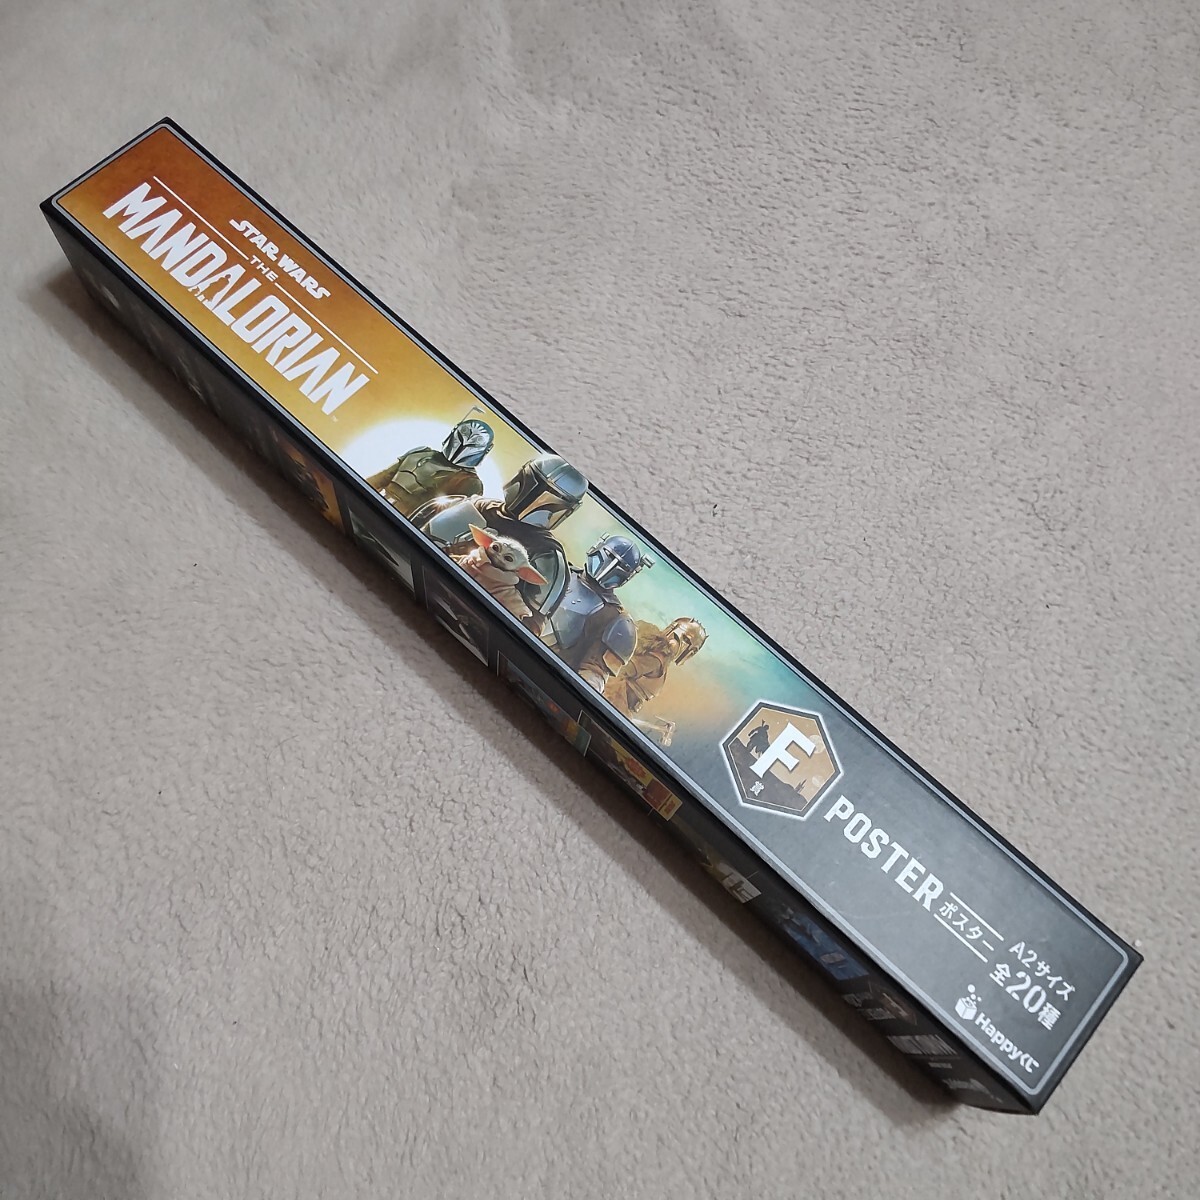 STAR WARS
THE
MANDALORIAN
F
賞
POSTER
ポスター
A2サイズ
全20種
Happyくじ